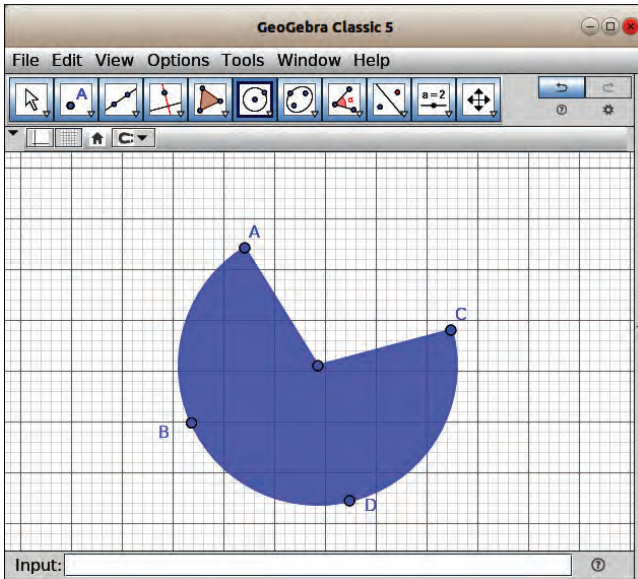 GeoGebra Classic 5
File Edit View Options Tools Window Help
A
α
a=2
A
C
B
D
Input: